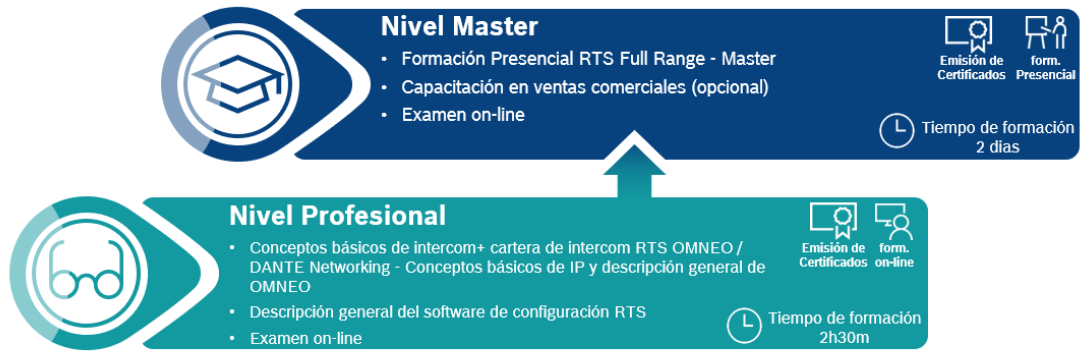 Nivel Master
• Formación Presencial RTS Full Range - Master
• Capacitación en ventas comerciales (opcional)
• Examen on-line
Emisión de
Certificados
form.
Presencial
Tiempo de formación
2 dias
Nivel Profesional
• Conceptos básicos de intercom+ cartera de intercom RTS OMNEO /
DANTE Networking - Conceptos básicos de IP y descripción general de
OMNEO
• Descripción general del software de configuración RTS
• Examen on-line
Emisión de
Certificados
form.
on-line
Tiempo de formación
2h30m